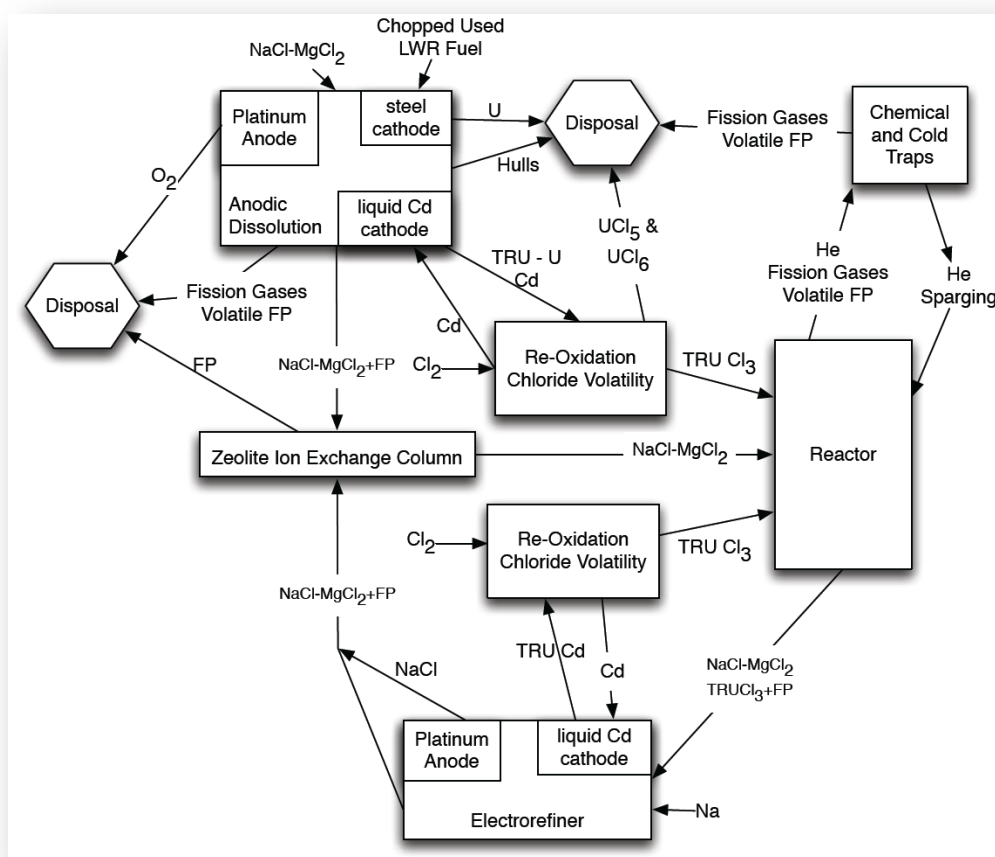 Chopped Used
LWR Fuel
NaCl-MgCl2
Platinum
Anode
steel
cathode
U
Disposal
Fission Gases
Volatile FP
Chemical
and Cold
Traps
Hulls
O2
Anodic
Dissolution
liquid Cd
cathode
UCl5 &
UCl6
TRU - U
Cd
He
Fission Gases
Volatile FP
He
Sparging
Disposal
Fission Gases
Volatile FP
Cd
FP
NaCl-MgCl2+FP
Cl2
Re-Oxidation
Chloride Volatility
TRU Cl3
Zeolite Ion Exchange Column
NaCl-MgCl2
Reactor
Cl2
Re-Oxidation
Chloride Volatility
TRU Cl3
NaCl-MgCl2+FP
TRU Cd
Cd
NaCl
NaCl-MgCl2
TRUCl3+FP
Platinum
Anode
liquid Cd
cathode
Electrorefiner
Na